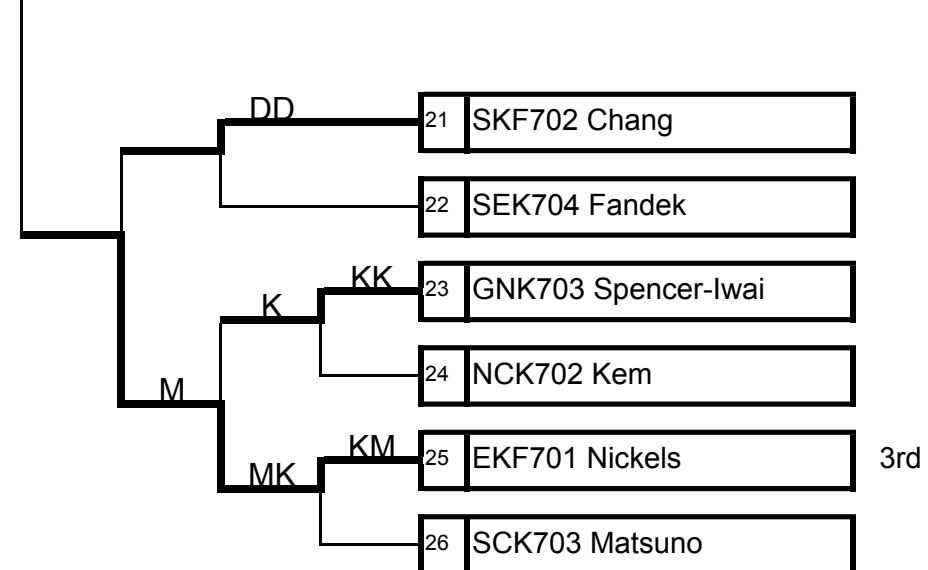 DD
21 SKF702 Chang
22 SEK704 Fandek
KK
23 GNK703 Spencer-Iwai
K
24 NCK702 Kem
M
KM
25 EKF701 Nickels 3rd
MK
26 SCK703 Matsuno